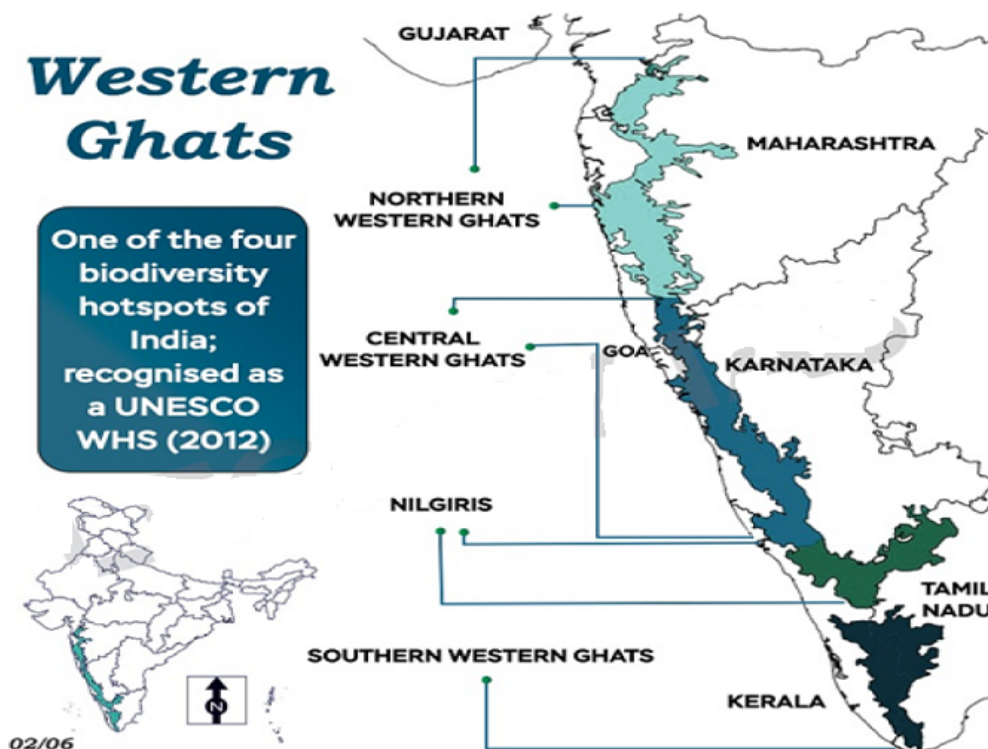 Western
Ghats
One of the four
biodiversity
hotspots of
India;
recognised as
a UNESCO
WHS (2012)
GUJARAT
MAHARASHTRA
NORTHERN
WESTERN GHATS
CENTRAL
WESTERN GHATS
GOA
KARNATAKA
NILGIRIS
TAMIL
NADU
SOUTHERN WESTERN GHATS
KERALA
N
02/06